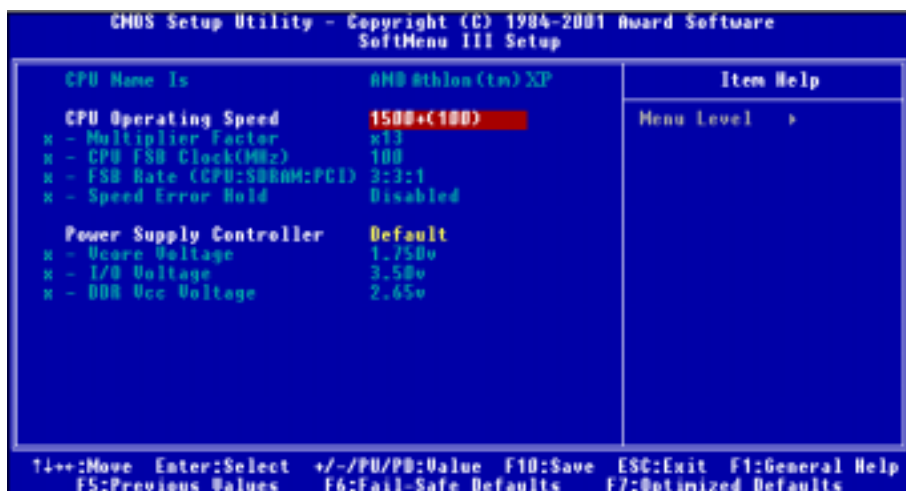 CMOS Setup Utility - Copyright (C) 1984-2001 Award Software
SoftMenu III Setup
CPU Name Is AMD Athlon(tm) XP
Item Help
CPU Operating Speed 1500+(100)
Menu Level ▸
x - Multiplier Factor x13
x - CPU FSB Clock(MHz) 100
x - FSB Rate (CPU:SDRAM:PCI) 3:3:1
x - Speed Error Hold Disabled
Power Supply Controller Default
x - Vcore Voltage 1.750v
x - I/O Voltage 3.50v
x - DDR Vcc Voltage 2.65v
↑↓→←:Move Enter:Select +/-/PU/PD:Value F10:Save ESC:Exit F1:General Help
F5:Previous Values F6:Fail-Safe Defaults F7:Optimized Defaults